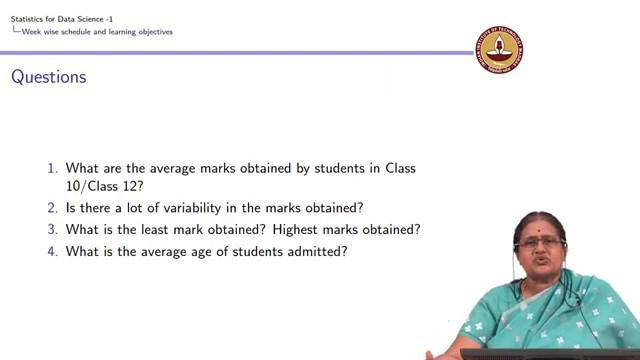 Statistics for Data Science -1
Week wise schedule and learning objectives
Questions
1. What are the average marks obtained by students in Class
10/Class 12?
2. Is there a lot of variability in the marks obtained?
3. What is the least mark obtained? Highest marks obtained?
4. What is the average age of students admitted?